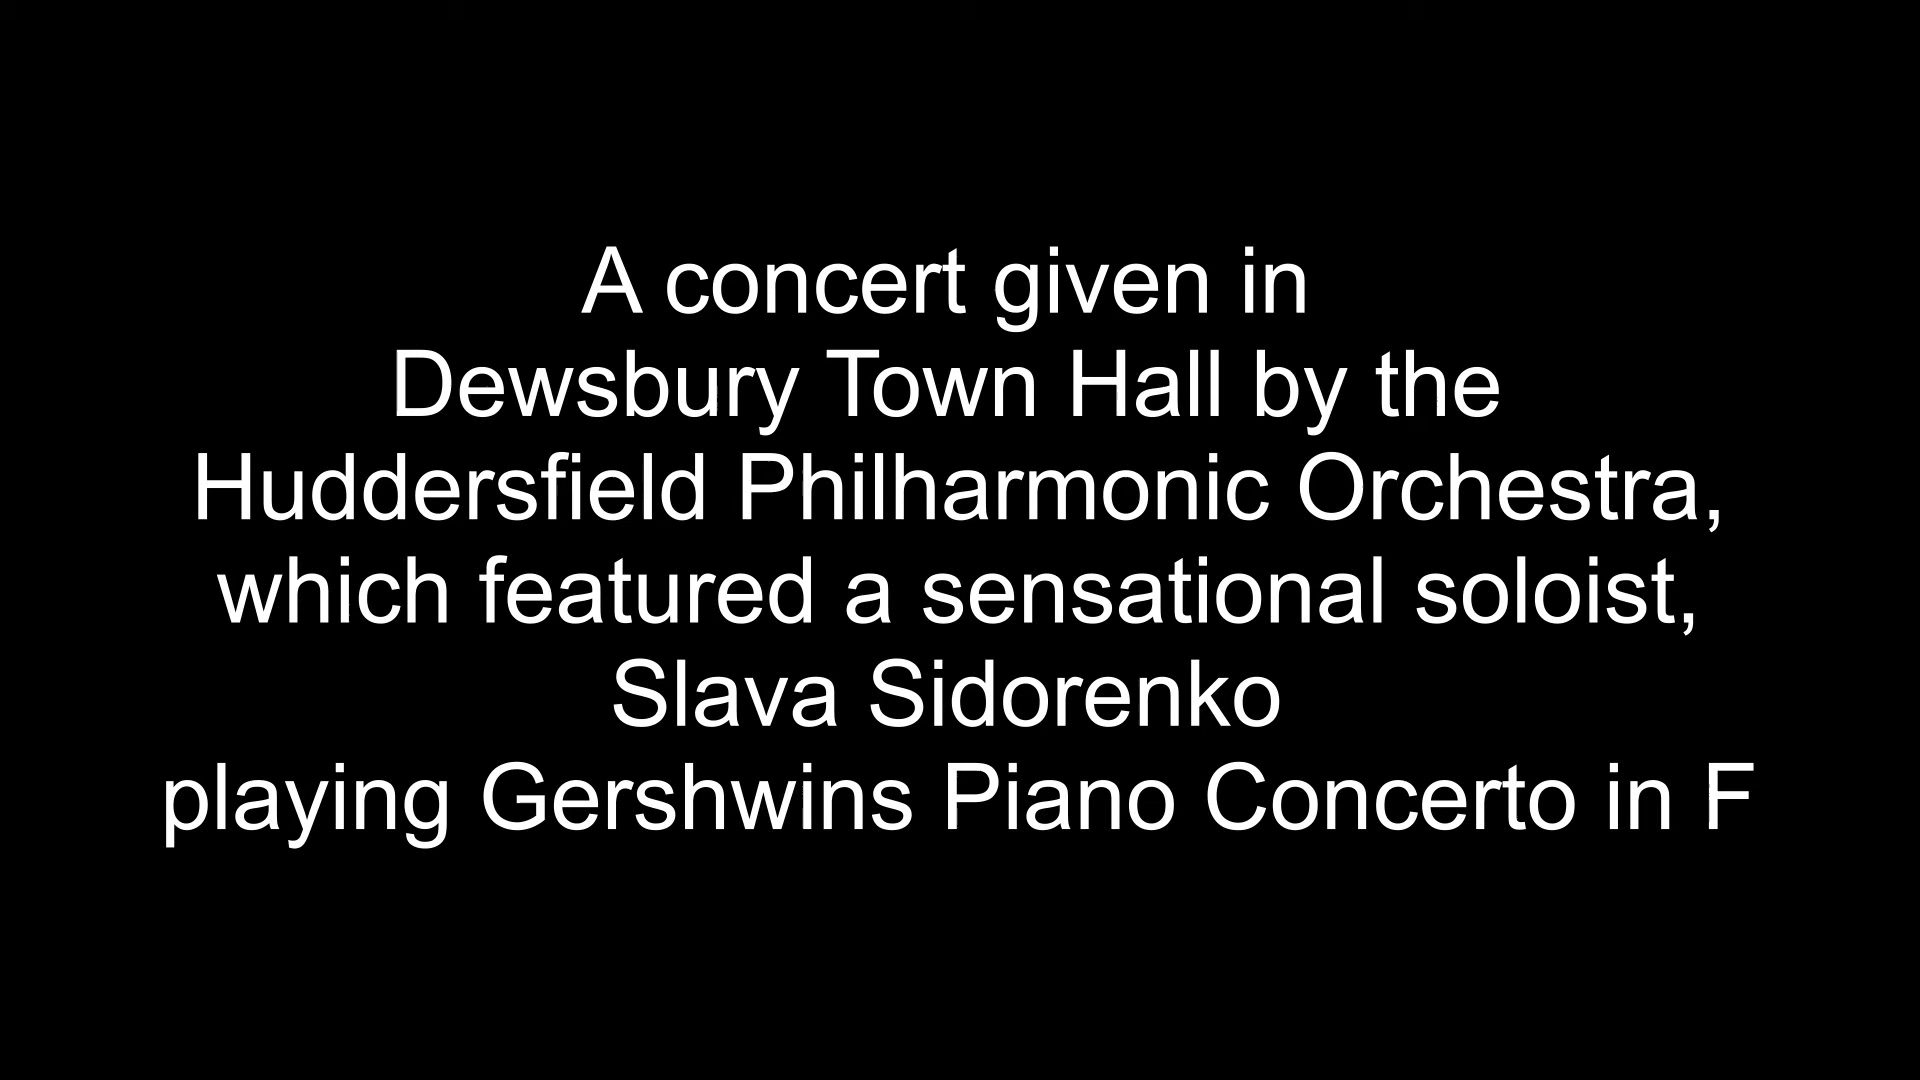 A concert given in
Dewsbury Town Hall by the
Huddersfield Philharmonic Orchestra,
which featured a sensational soloist,
Slava Sidorenko
playing Gershwins Piano Concerto in F